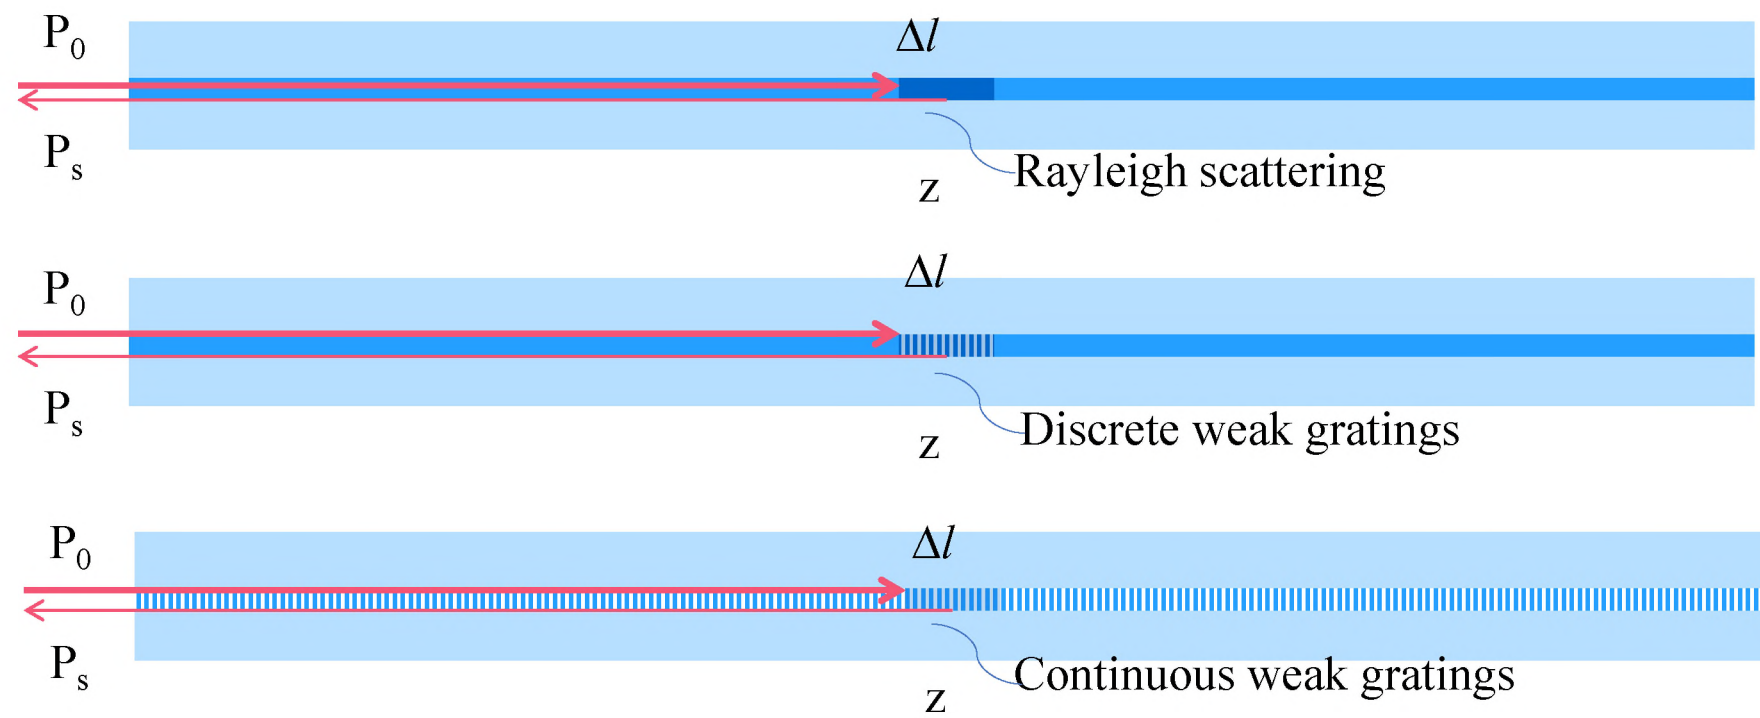 P₀
Δl
Pₛ
Rayleigh scattering
z
P₀
Δl
Pₛ
Discrete weak gratings
z
P₀
Δl
Pₛ
Continuous weak gratings
z